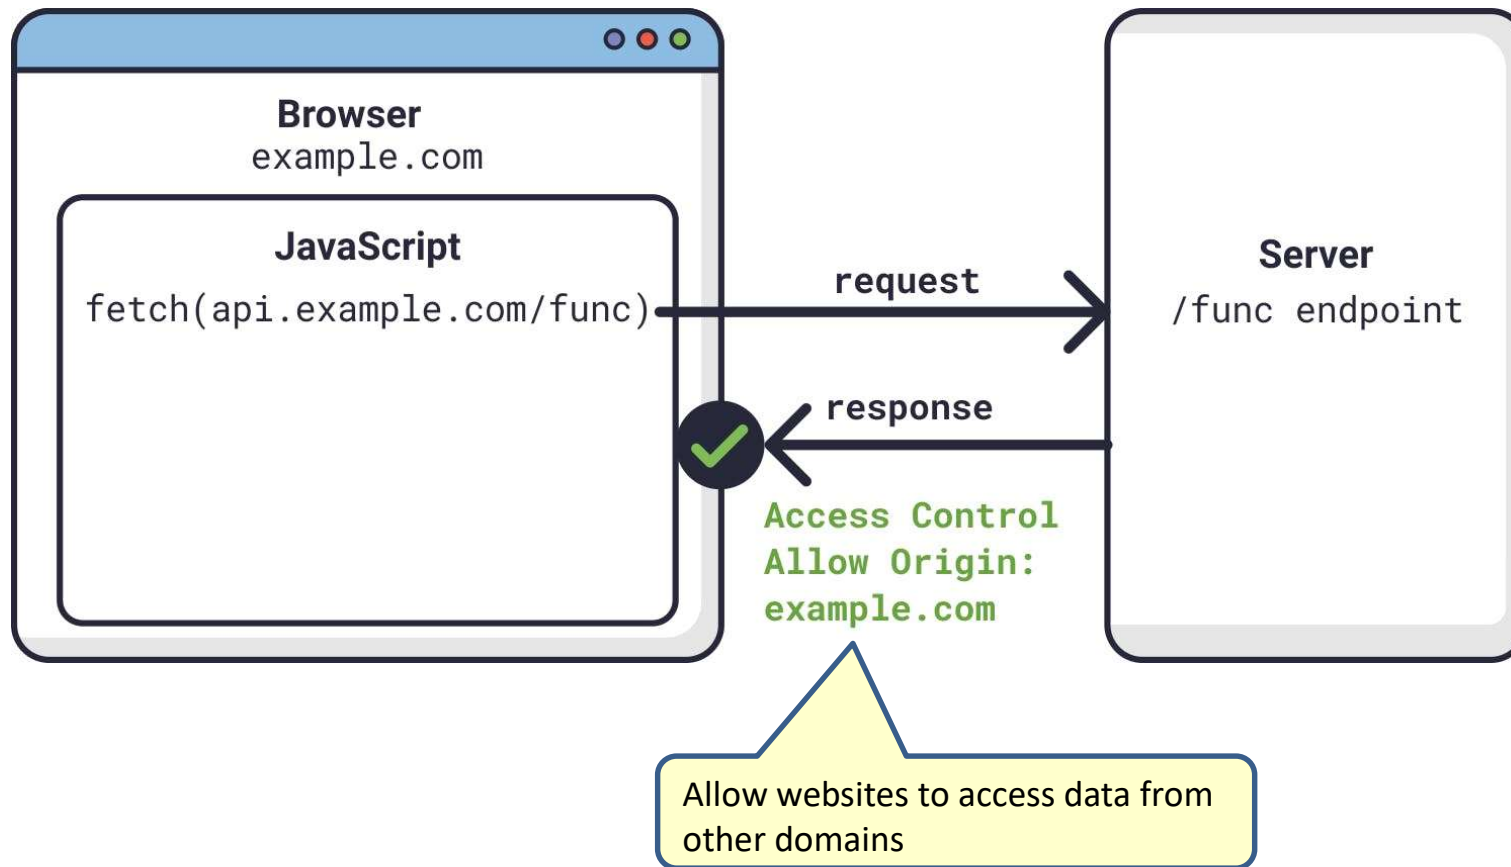 Browser
example.com
JavaScript
fetch(api.example.com/func)
request
Server
/func endpoint
response
Access Control
Allow Origin:
example.com
Allow websites to access data from
other domains